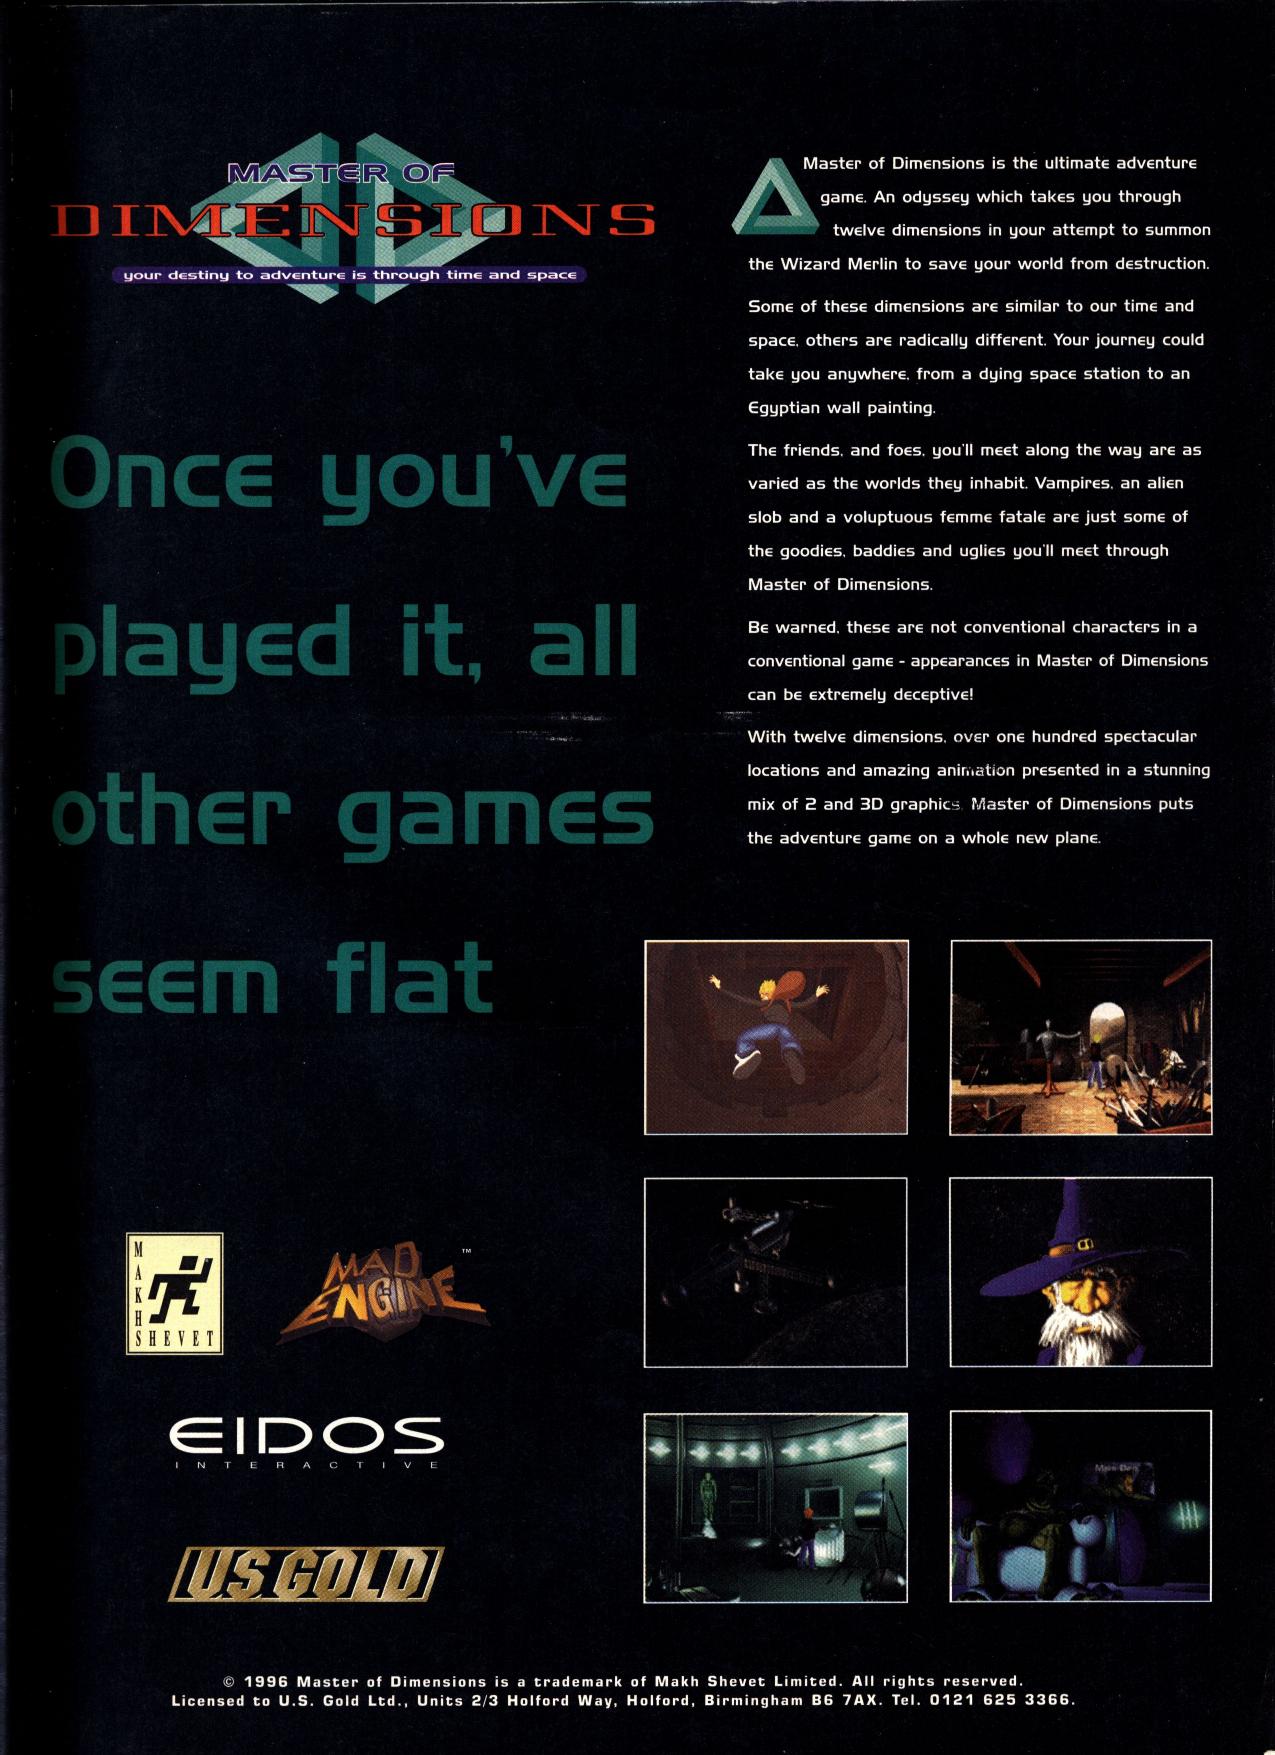 MASTER OF
DIMENSIONS
your destiny to adventure is through time and space
Once you've
played it, all
other games
seem flat
Master of Dimensions is the ultimate adventure
game. An odyssey which takes you through
twelve dimensions in your attempt to summon
the Wizard Merlin to save your world from destruction.
Some of these dimensions are similar to our time and
space, others are radically different. Your journey could
take you anywhere, from a dying space station to an
Egyptian wall painting.
The friends, and foes, you'll meet along the way are as
varied as the worlds they inhabit. Vampires, an alien
slob and a voluptuous femme fatale are just some of
the goodies, baddies and uglies you'll meet through
Master of Dimensions.
Be warned, these are not conventional characters in a
conventional game - appearances in Master of Dimensions
can be extremely deceptive!
With twelve dimensions, over one hundred spectacular
locations and amazing animation presented in a stunning
mix of 2 and 3D graphics, Master of Dimensions puts
the adventure game on a whole new plane.
MAKH
SHEVET
MAD
ENGINE
™
EIDOS
INTERACTIVE
U.S. GOLD
© 1996 Master of Dimensions is a trademark of Makh Shevet Limited. All rights reserved.
Licensed to U.S. Gold Ltd., Units 2/3 Holford Way, Holford, Birmingham B6 7AX. Tel. 0121 625 3366.